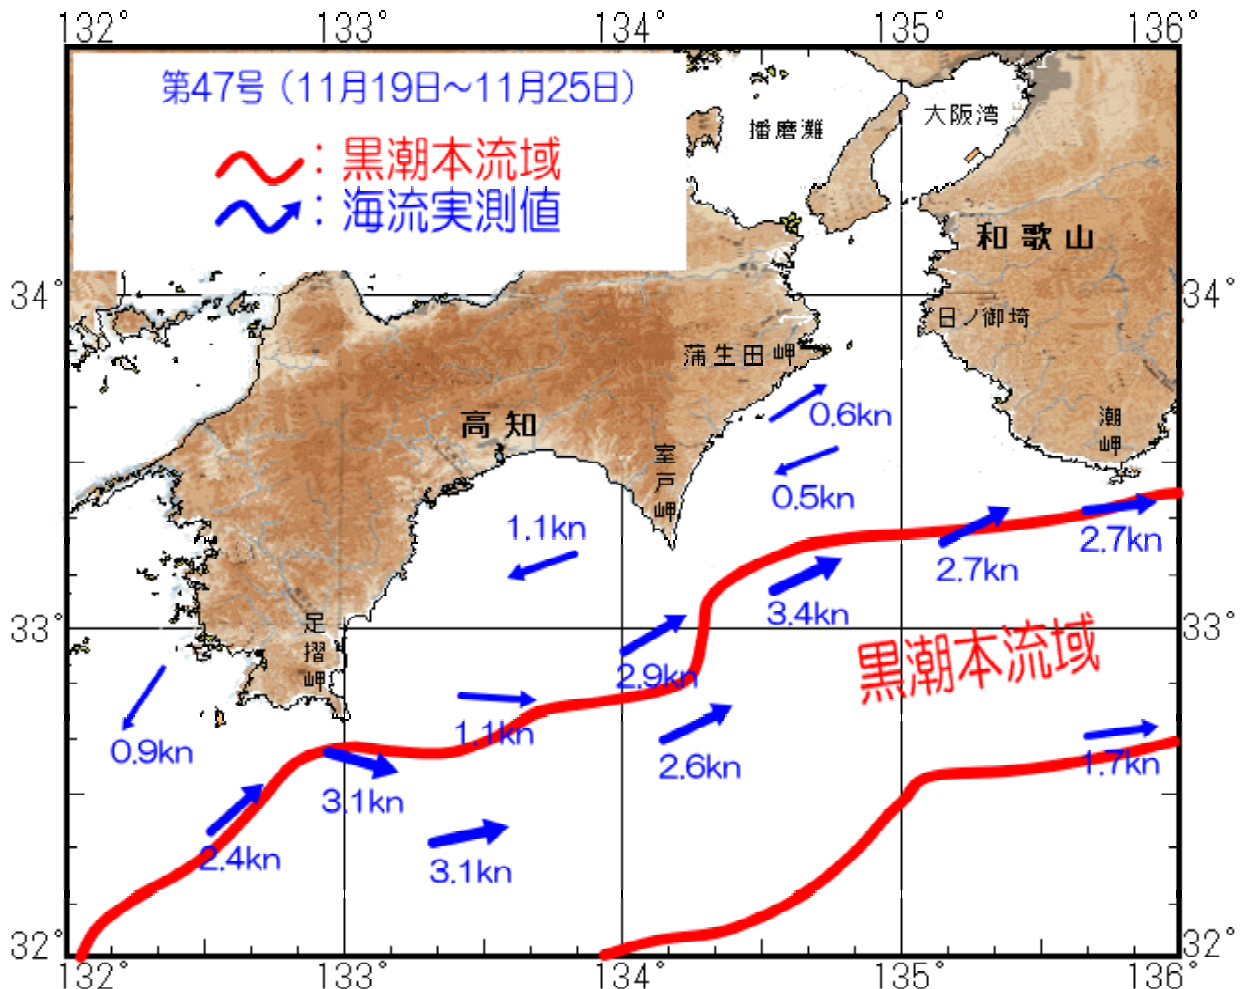 132° 133° 134° 135° 136°
第47号（11月19日～11月25日）
：黒潮本流域
：海流実測値
播磨灘
大阪湾
和歌山
34° 34°
日ノ御埼
蒲生田岬
高知
潮岬
室戸岬
0.6kn
0.5kn
1.1kn
2.7kn
2.7kn
3.4kn
足摺岬
33° 33°
黒潮本流域
2.9kn
1.1kn
0.9kn
2.6kn
1.7kn
3.1kn
2.4kn
3.1kn
32° 32°
132° 133° 134° 135° 136°